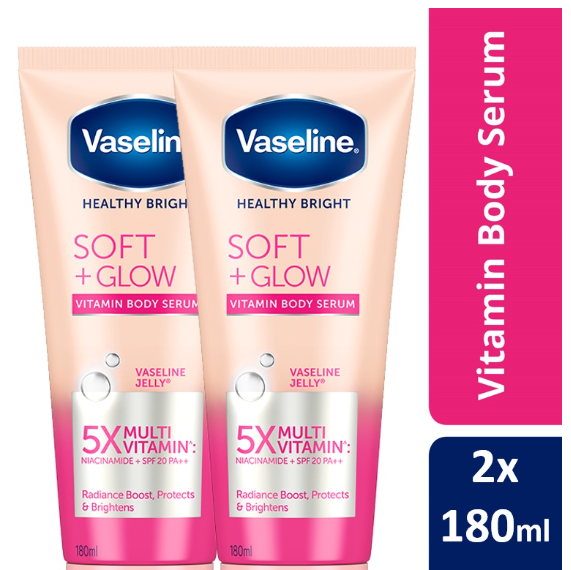 Vaselin
HEALTHY BRIGH
SOFT
+ GLOW
VITAMIN BODY SERUM
VASELINE
JELLY®
5X MULTI
VITAMIN^:
NIACINAMIDE + SPF 20 PA++
Radiance Boost, Protects
& Brightens
180ml
Vaseline®
HEALTHY BRIGHT
SOFT
+ GLOW
VITAMIN BODY SERUM
VASELINE
JELLY®
5X MULTI
VITAMIN^:
NIACINAMIDE + SPF 20 PA++
Radiance Boost, Protects
& Brightens
180ml
Vitamin Body Serum
2x
180ml